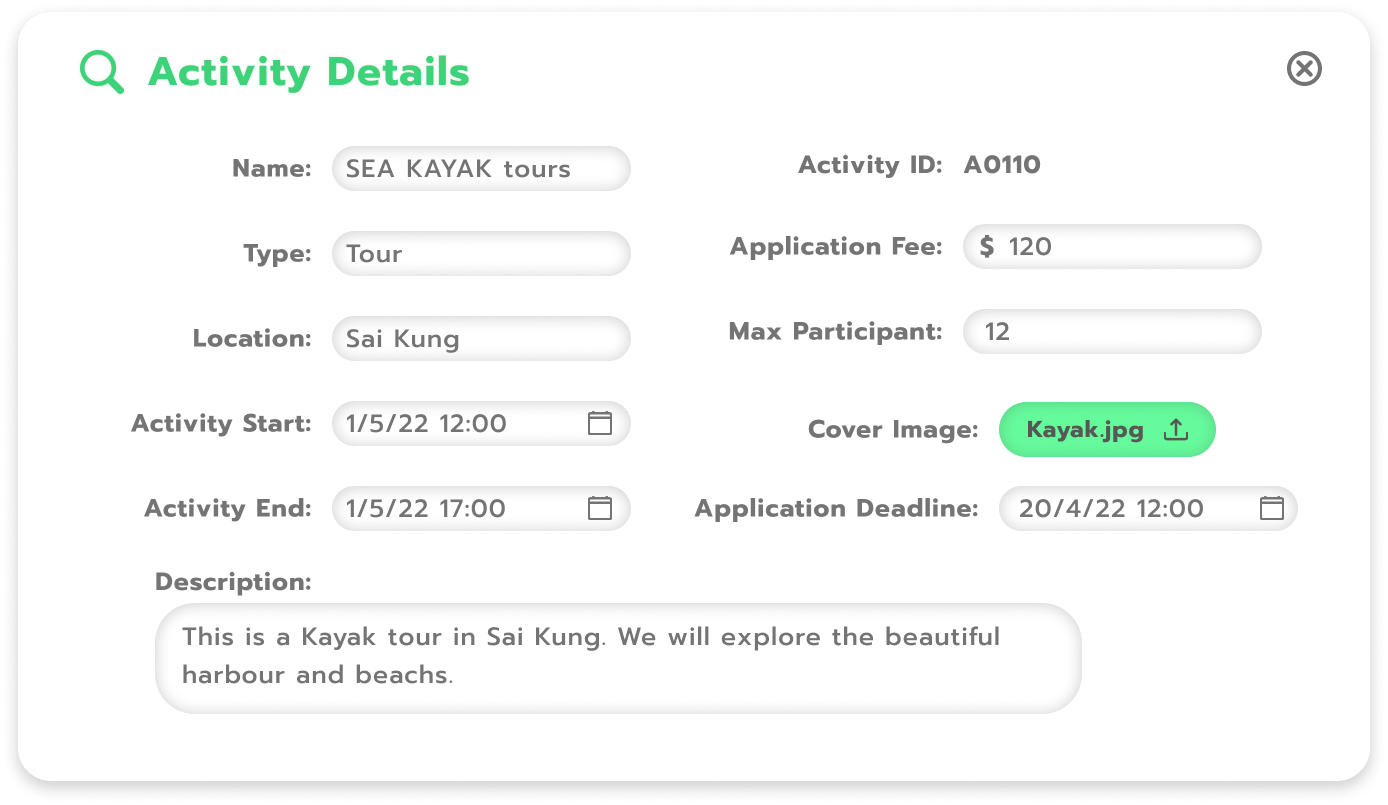 Activity Details
Name: SEA KAYAK tours
Activity ID: A0110
Type: Tour
Application Fee: $ 120
Location: Sai Kung
Max Participant: 12
Activity Start: 1/5/22 12:00
Cover Image: Kayak.jpg
Activity End: 1/5/22 17:00
Application Deadline: 20/4/22 12:00
Description:
This is a Kayak tour in Sai Kung. We will explore the beautiful
harbour and beachs.